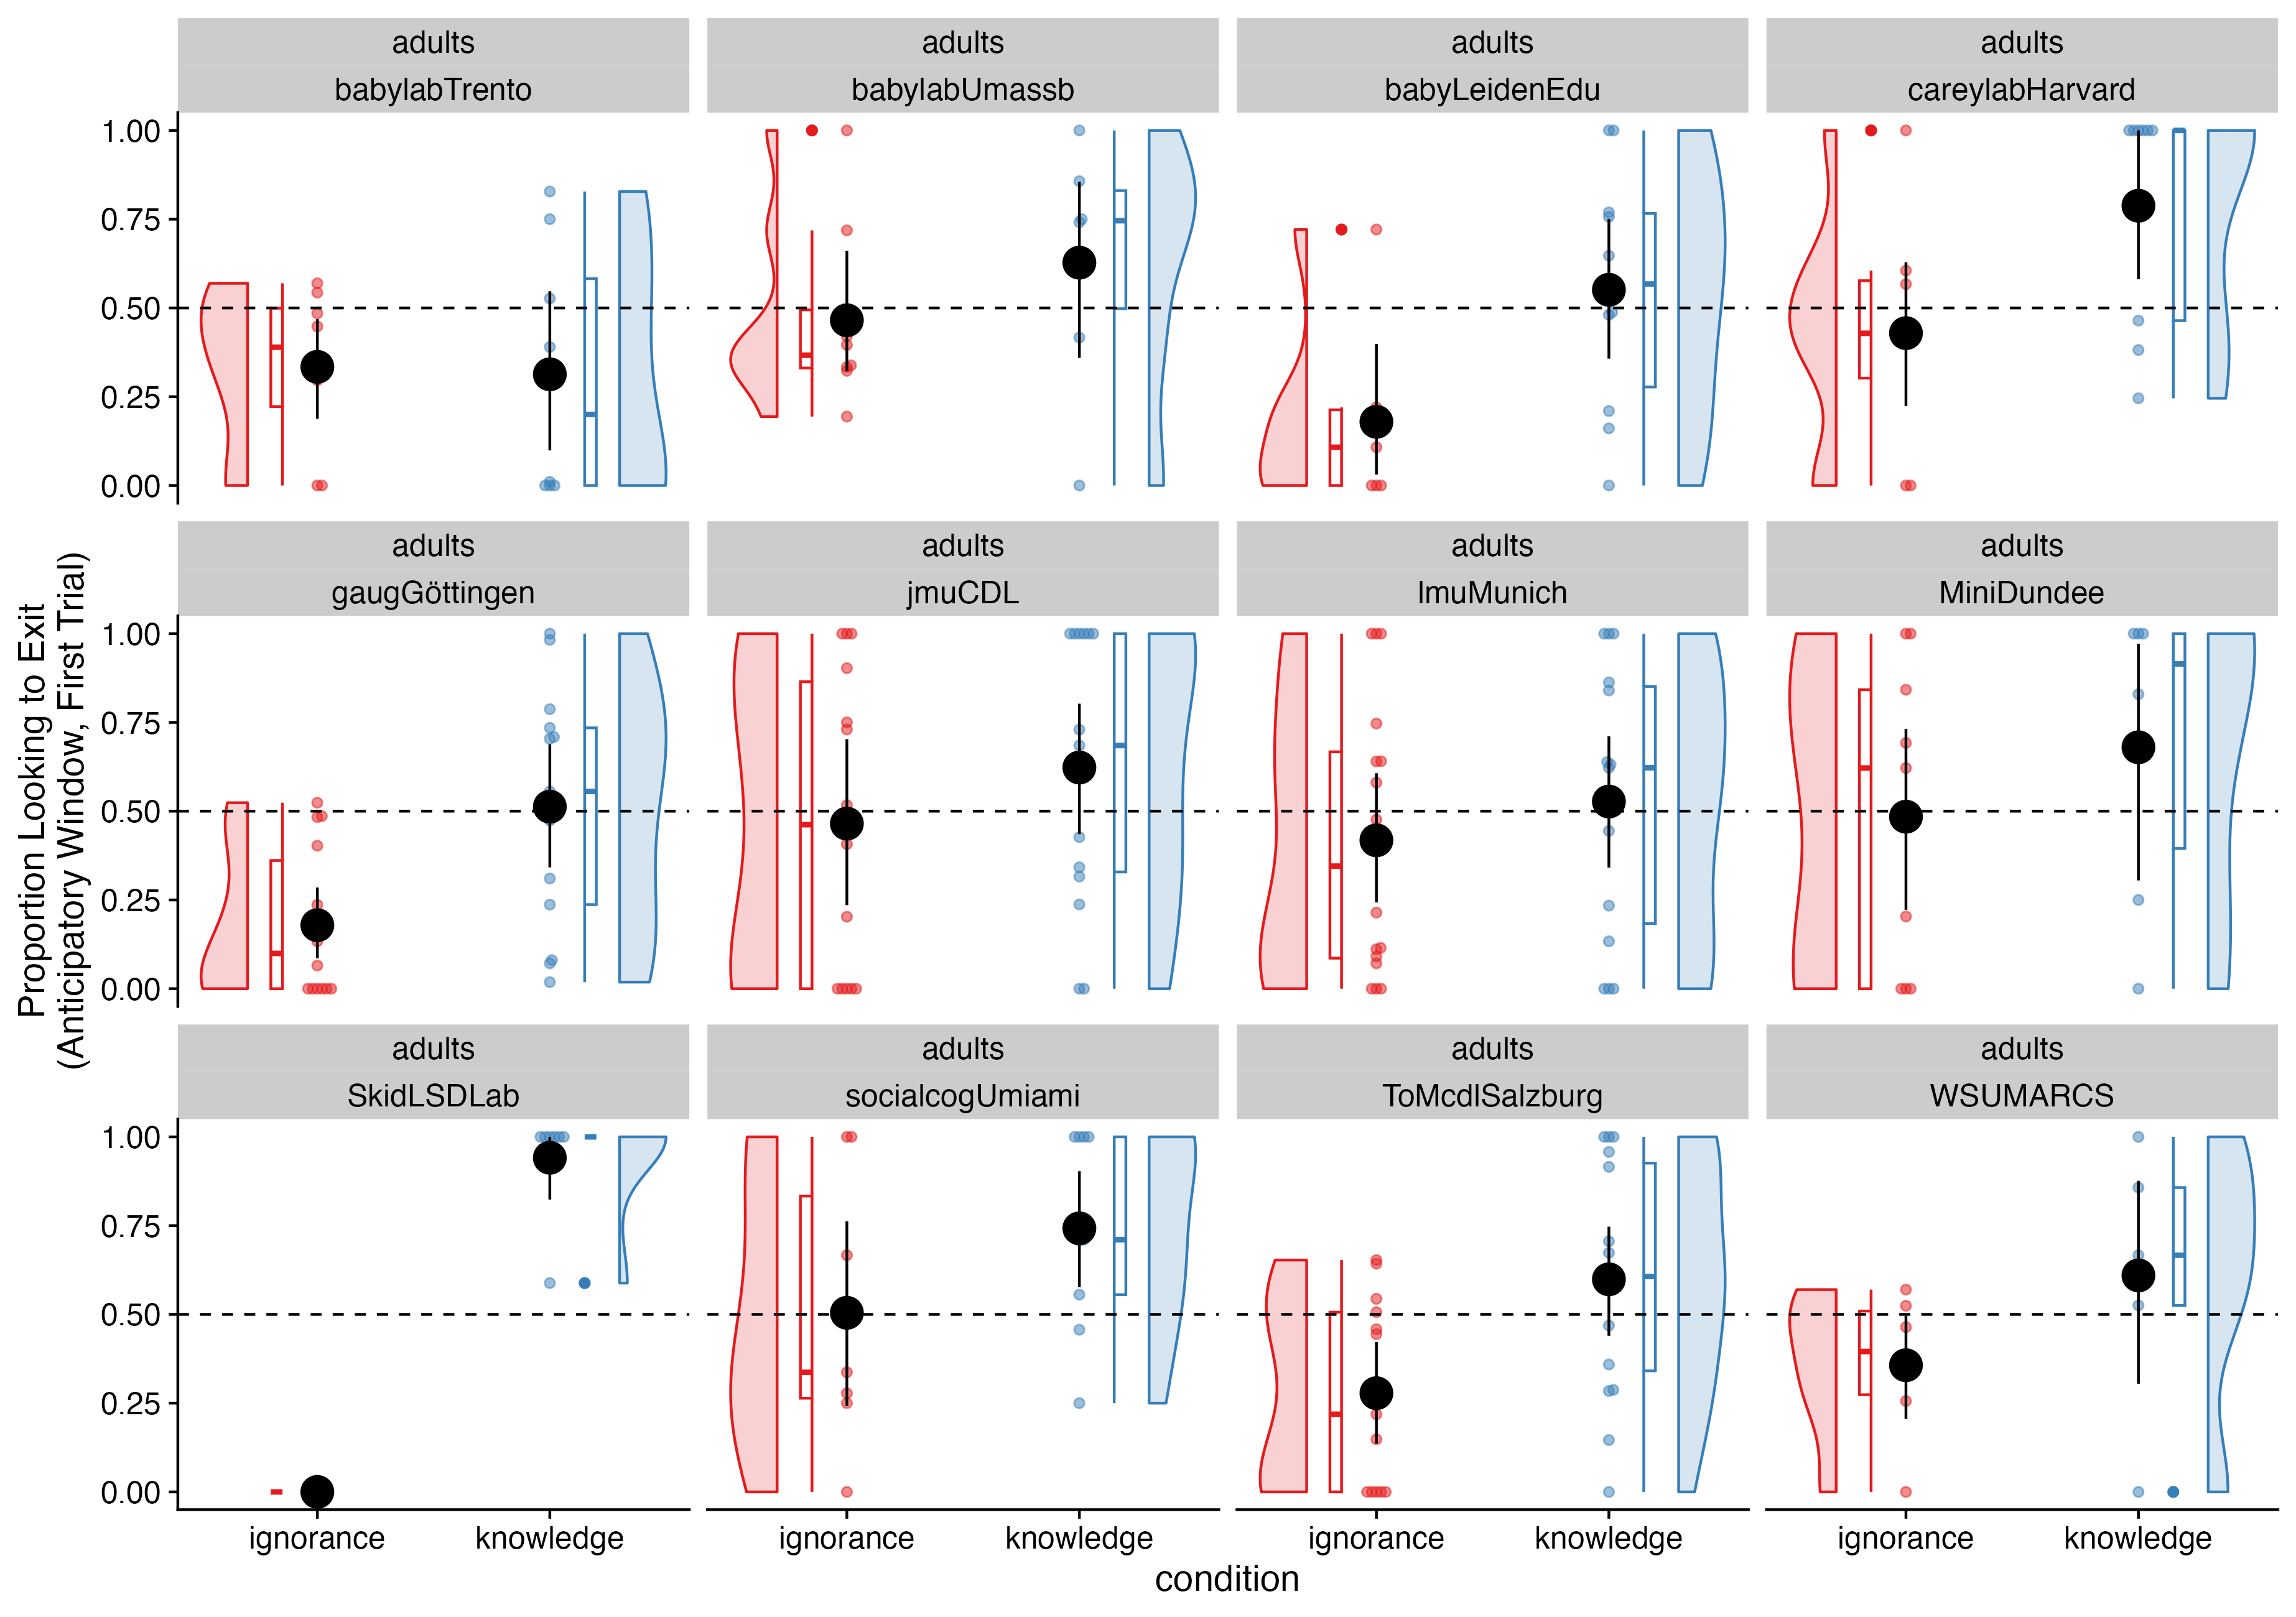 adults adults adults adults
babylabTrento babylabUmassb babyLeidenEdu careylabHarvard
1.00
0.75
0.50
0.25
0.00
adults adults adults adults
gaugGöttingen jmuCDL lmuMunich MiniDundee
1.00
0.75
0.50
0.25
0.00
Proportion Looking to Exit
(Anticipatory Window, First Trial)
adults adults adults adults
SkidLSDLab socialcogUmiami ToMcdlSalzburg WSUMARCS
1.00
0.75
0.50
0.25
0.00
ignorance knowledge ignorance knowledge ignorance knowledge ignorance knowledge
condition